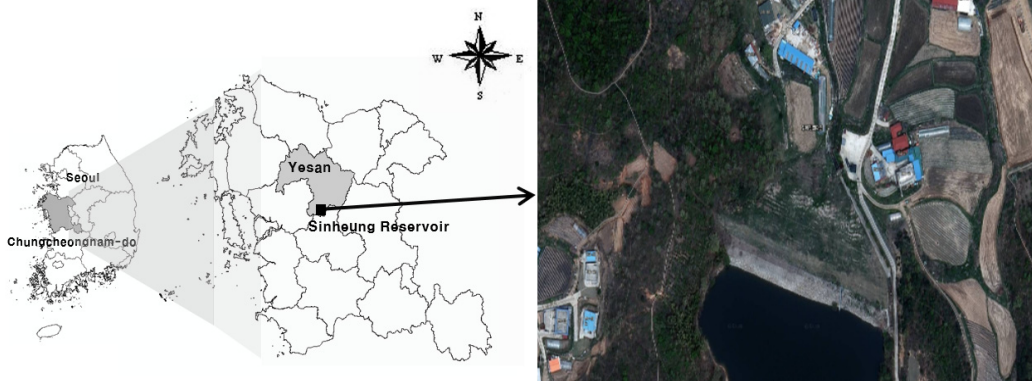 N
W E
S
Seoul
Chungcheongnam-do
Yesan
Sinheung Reservoir